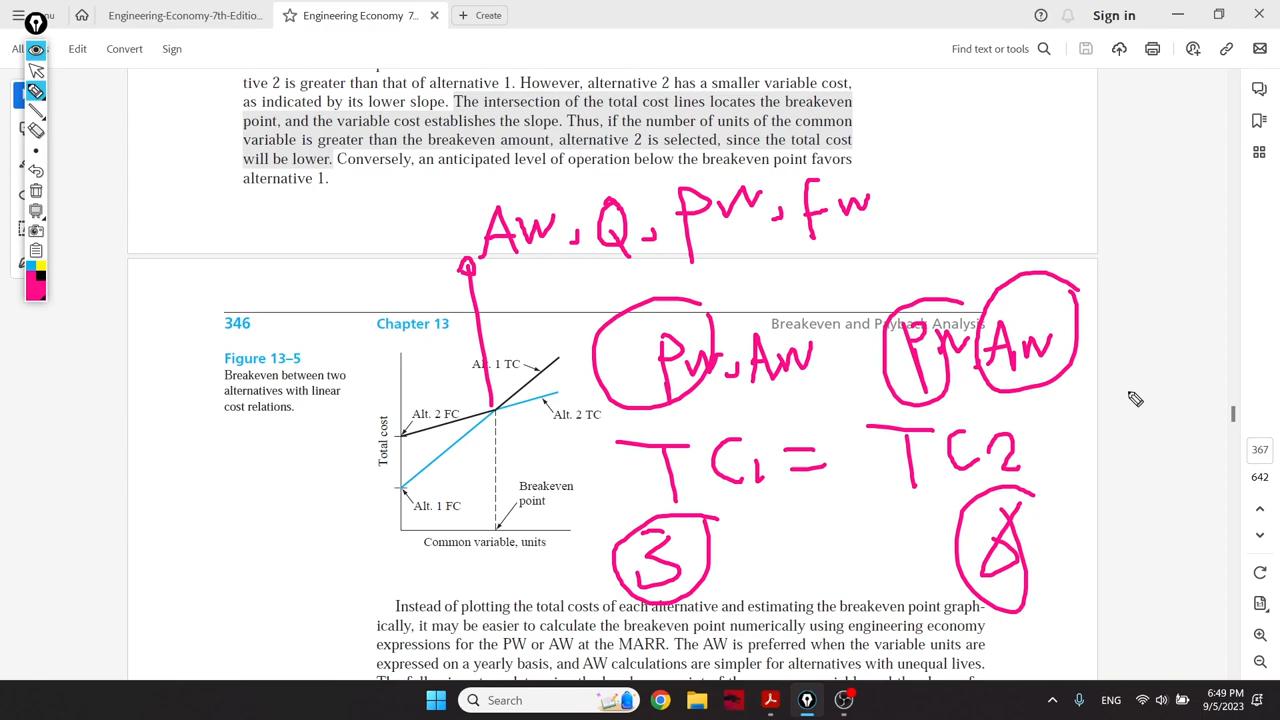 Engineering-Economy-7th-Editio...
Engineering Economy 7...
Create
Sign in
Edit
Convert
Sign
Find text or tools
tive 2 is greater than that of alternative 1. However, alternative 2 has a smaller variable cost,
as indicated by its lower slope. The intersection of the total cost lines locates the breakeven
point, and the variable cost establishes the slope. Thus, if the number of units of the common
variable is greater than the breakeven amount, alternative 2 is selected, since the total cost
will be lower. Conversely, an anticipated level of operation below the breakeven point favors
alternative 1.
AW, Q, PW, FW
346
Chapter 13
Breakeven and Payback Analysis
Figure 13–5
Breakeven between two
alternatives with linear
cost relations.
Alt. 1 TC
Alt. 2 FC
Alt. 2 TC
Total cost
Breakeven
point
Alt. 1 FC
Common variable, units
PW, AW
PW, AW
TC1 = TC2
3
8
Instead of plotting the total costs of each alternative and estimating the breakeven point graph-
ically, it may be easier to calculate the breakeven point numerically using engineering economy
expressions for the PW or AW at the MARR. The AW is preferred when the variable units are
expressed on a yearly basis, and AW calculations are simpler for alternatives with unequal lives.
367
642
Search
ENG
6:49 PM
9/5/2023